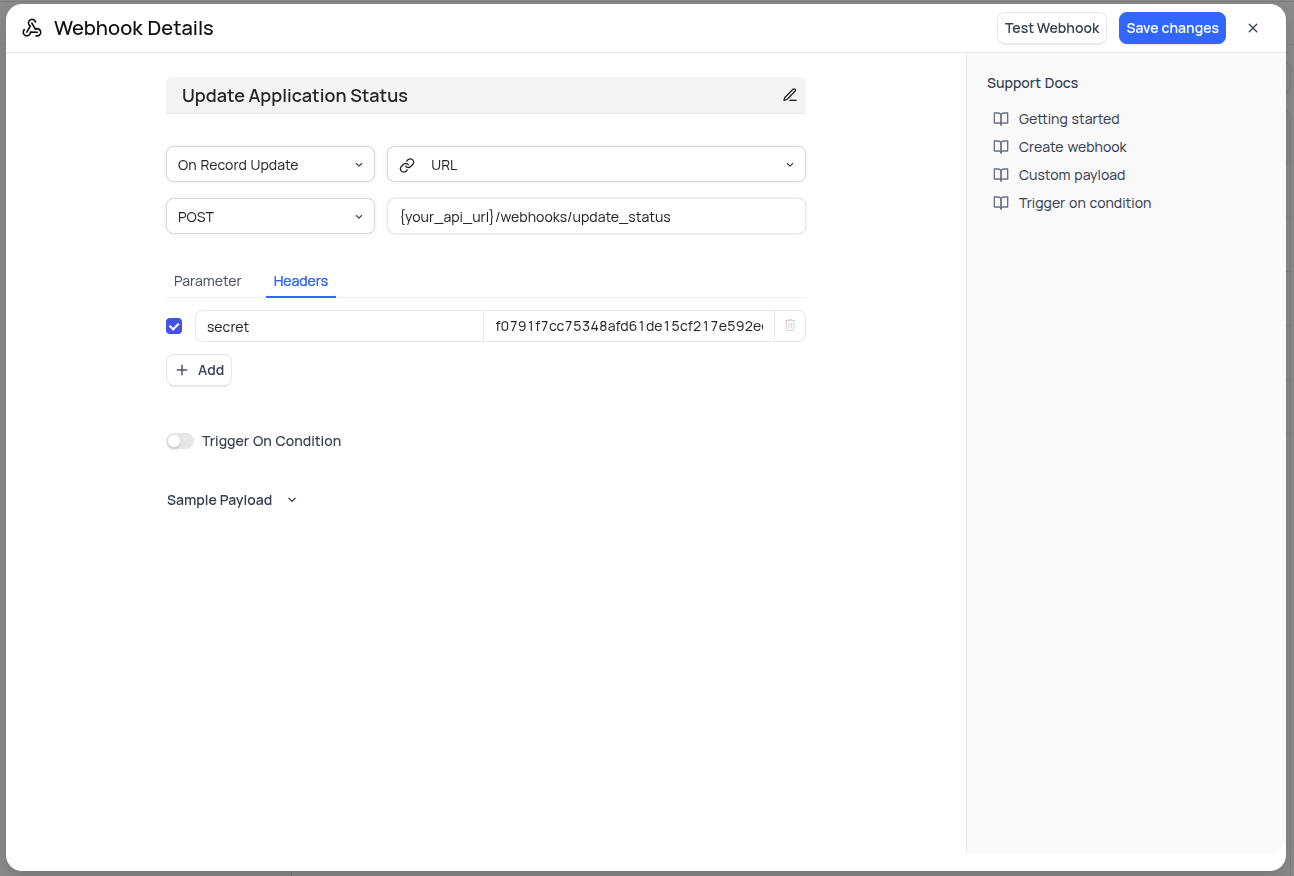 Webhook Details
Test Webhook
Save changes
Update Application Status
On Record Update
URL
POST
{your_api_url}/webhooks/update_status
Parameter
Headers
secret
f0791f7cc75348afd61de15cf217e592e
Add
Trigger On Condition
Sample Payload
Support Docs
Getting started
Create webhook
Custom payload
Trigger on condition